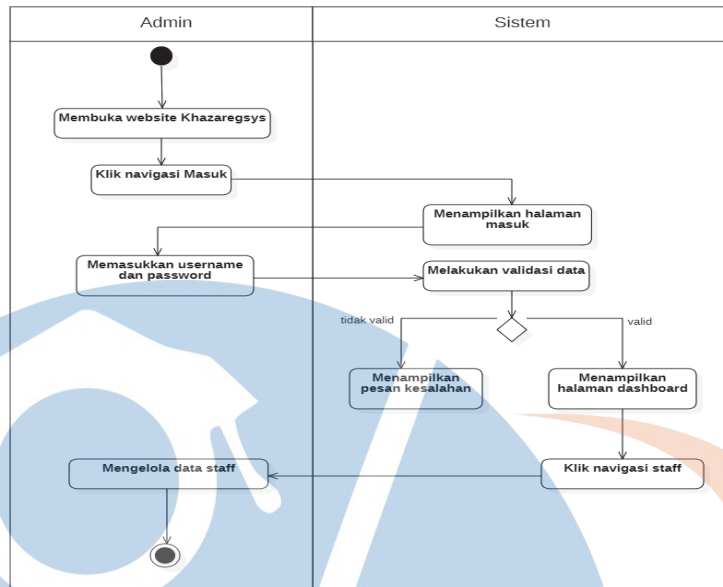 Admin
Sistem
Membuka website Khazaregsys
Klik navigasi Masuk
Menampilkan halaman
masuk
Memasukkan username
dan password
Melakukan validasi data
tidak valid
valid
Menampilkan
pesan kesalahan
Menampilkan
halaman dashboard
Mengelola data staff
Klik navigasi staff